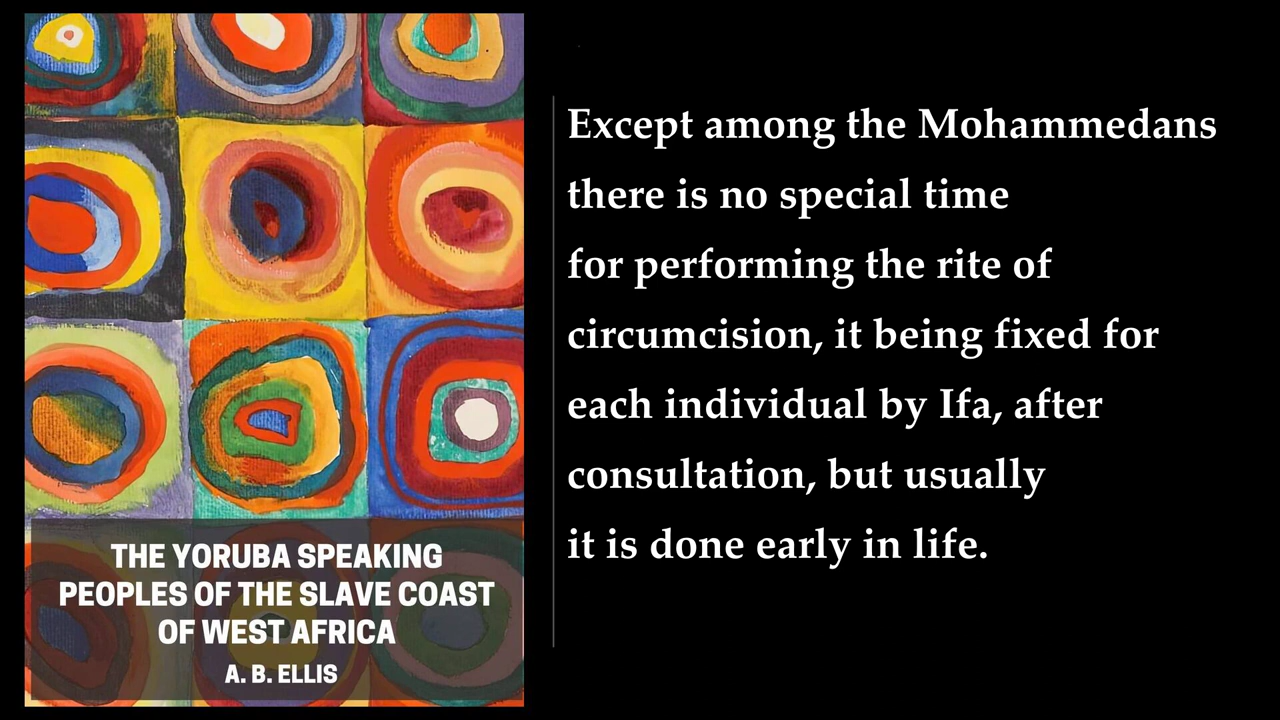 THE YORUBA SPEAKING
PEOPLES OF THE SLAVE COAST
OF WEST AFRICA
A. B. ELLIS
Except among the Mohammedans
there is no special time
for performing the rite of
circumcision, it being fixed for
each individual by Ifa, after
consultation, but usually
it is done early in life.